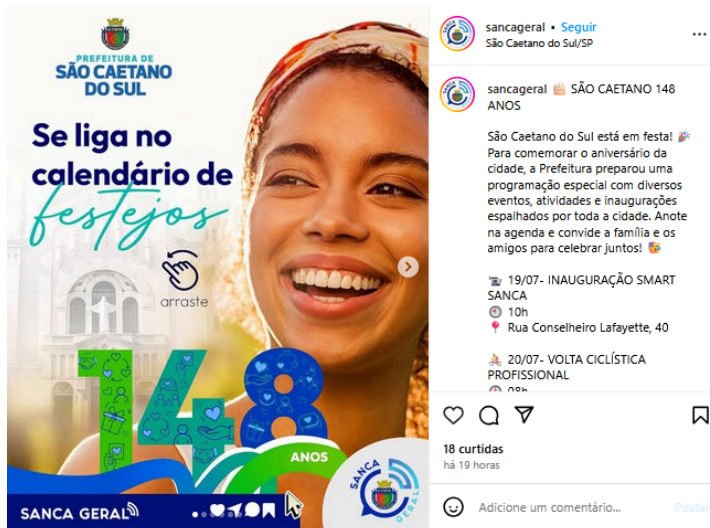 PREFEITURA DE
SÃO CAETANO
DO SUL
Se liga no
calendário de
festejos
arraste
148
ANOS
SANCA GERAL
SANCA
GERAL
sancageral • Seguir
São Caetano do Sul/SP
sancageral 🎂 SÃO CAETANO 148
ANOS
São Caetano do Sul está em festa! 🎉
Para comemorar o aniversário da
cidade, a Prefeitura preparou uma
programação especial com diversos
eventos, atividades e inaugurações
espalhados por toda a cidade. Anote
na agenda e convide a família e os
amigos para celebrar juntos! 🥳
📹 19/07- INAUGURAÇÃO SMART
SANCA
🕙 10h
📍 Rua Conselheiro Lafayette, 40
🚴 20/07- VOLTA CICLÍSTICA
PROFISSIONAL
🕗 08h
18 curtidas
há 19 horas
Adicione um comentário...
Postar